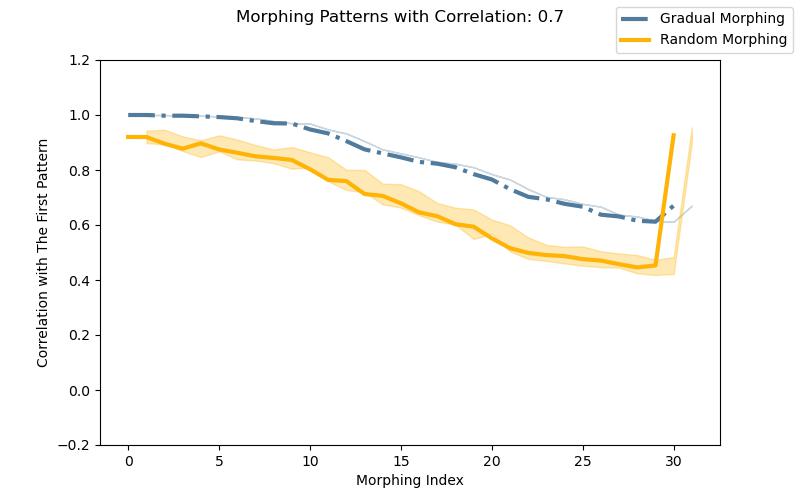 Morphing Patterns with Correlation: 0.7
Gradual Morphing
Random Morphing
1.2
1.0
0.8
0.6
0.4
0.2
0.0
−0.2
Correlation with The First Pattern
0 5 10 15 20 25 30
Morphing Index